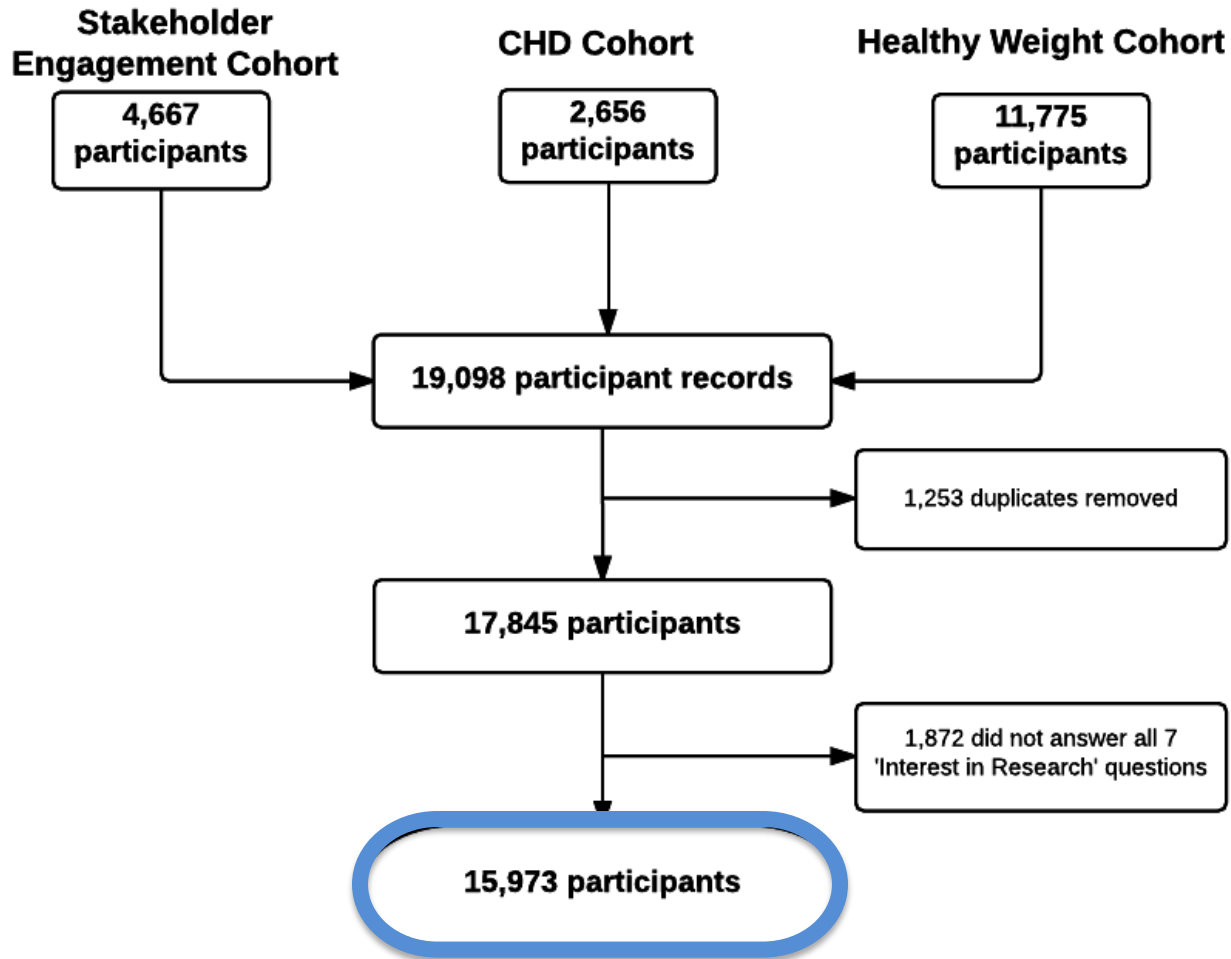 Stakeholder
Engagement Cohort
CHD Cohort
Healthy Weight Cohort
4,667
participants
2,656
participants
11,775
participants
19,098 participant records
1,253 duplicates removed
17,845 participants
1,872 did not answer all 7
'Interest in Research' questions
15,973 participants